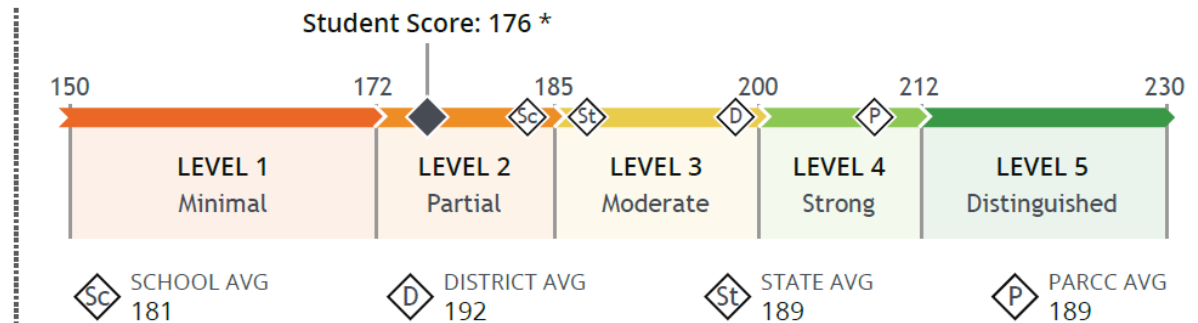 Student Score: 176 *
150 172 185 200 212 230
Sc St D P
LEVEL 1 LEVEL 2 LEVEL 3 LEVEL 4 LEVEL 5
Minimal Partial Moderate Strong Distinguished
Sc SCHOOL AVG D DISTRICT AVG St STATE AVG P PARCC AVG
181 192 189 189